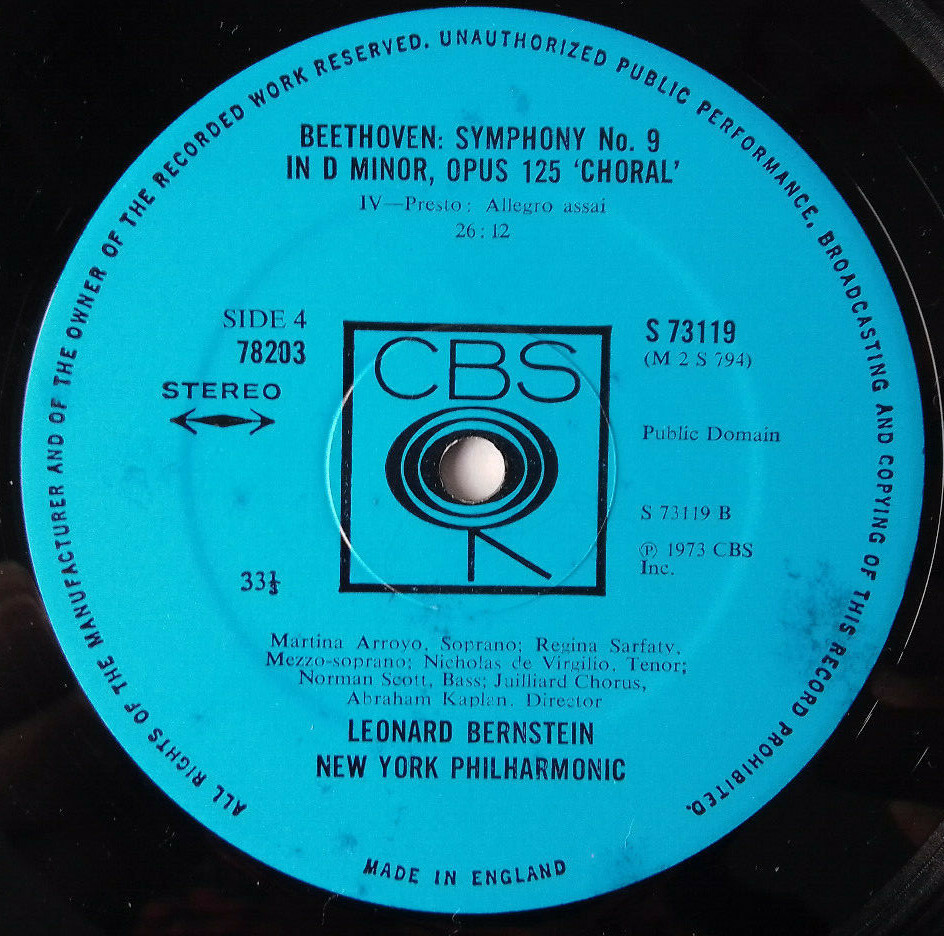 ALL RIGHTS OF THE MANUFACTURER AND OF THE OWNER OF THE RECORDED WORK RESERVED. UNAUTHORIZED PUBLIC PERFORMANCE, BROADCASTING AND COPYING OF THIS RECORD PROHIBITED.
BEETHOVEN: SYMPHONY No. 9
IN D MINOR, OPUS 125 ‘CHORAL’
IV—Presto: Allegro assai
26:12
SIDE 4
78203
STEREO
33⅓
CBS
S 73119
(M 2 S 794)
Public Domain
S 73119 B
Ⓟ 1973 CBS
Inc.
Martina Arroyo, Soprano; Regina Sarfaty,
Mezzo-soprano; Nicholas de Virgilio, Tenor;
Norman Scott, Bass; Juilliard Chorus,
Abraham Kaplan, Director
LEONARD BERNSTEIN
NEW YORK PHILHARMONIC
MADE IN ENGLAND